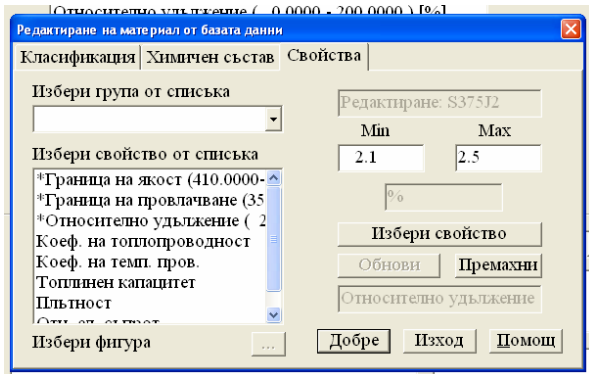 Относително удължение ( 0.0000 - 200.0000 ) [%]
Редактиране на материал от базата данни
Класификация Химичен състав Свойства
Избери група от списъка
Редактиране: S375J2
Min Max
2.1 2.5
Избери свойство от списъка
*Граница на якост (410.0000-
*Граница на провлачване (35
*Относително удължение ( 2
Коеф. на топлопроводност
Коеф. на темп. пров.
Топлинен капацитет
Плътност
%
Избери свойство
Обнови Премахни
Относително удължение
Избери фигура ... Добре Изход Помощ